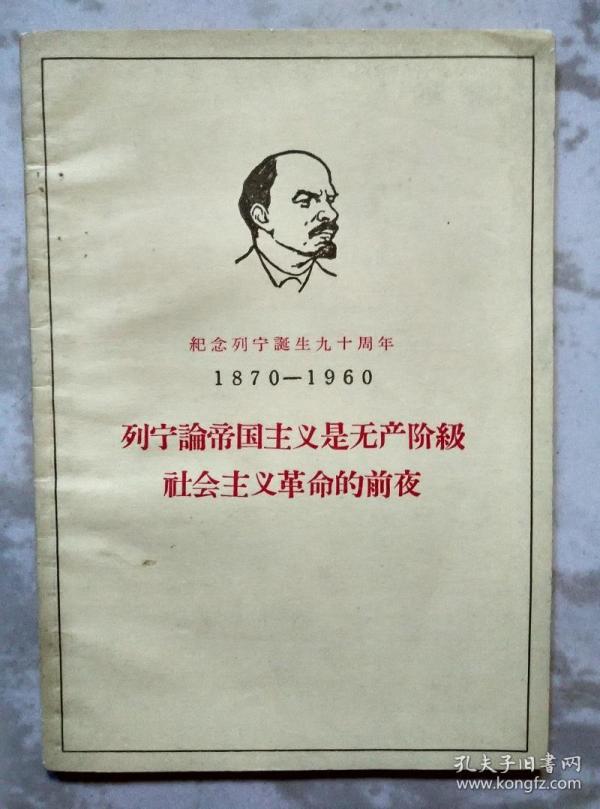 紀念列宁誕生九十周年
1870—1960
列宁論帝国主义是无产阶級
社会主义革命的前夜
孔夫子旧書网
www.kongfz.com